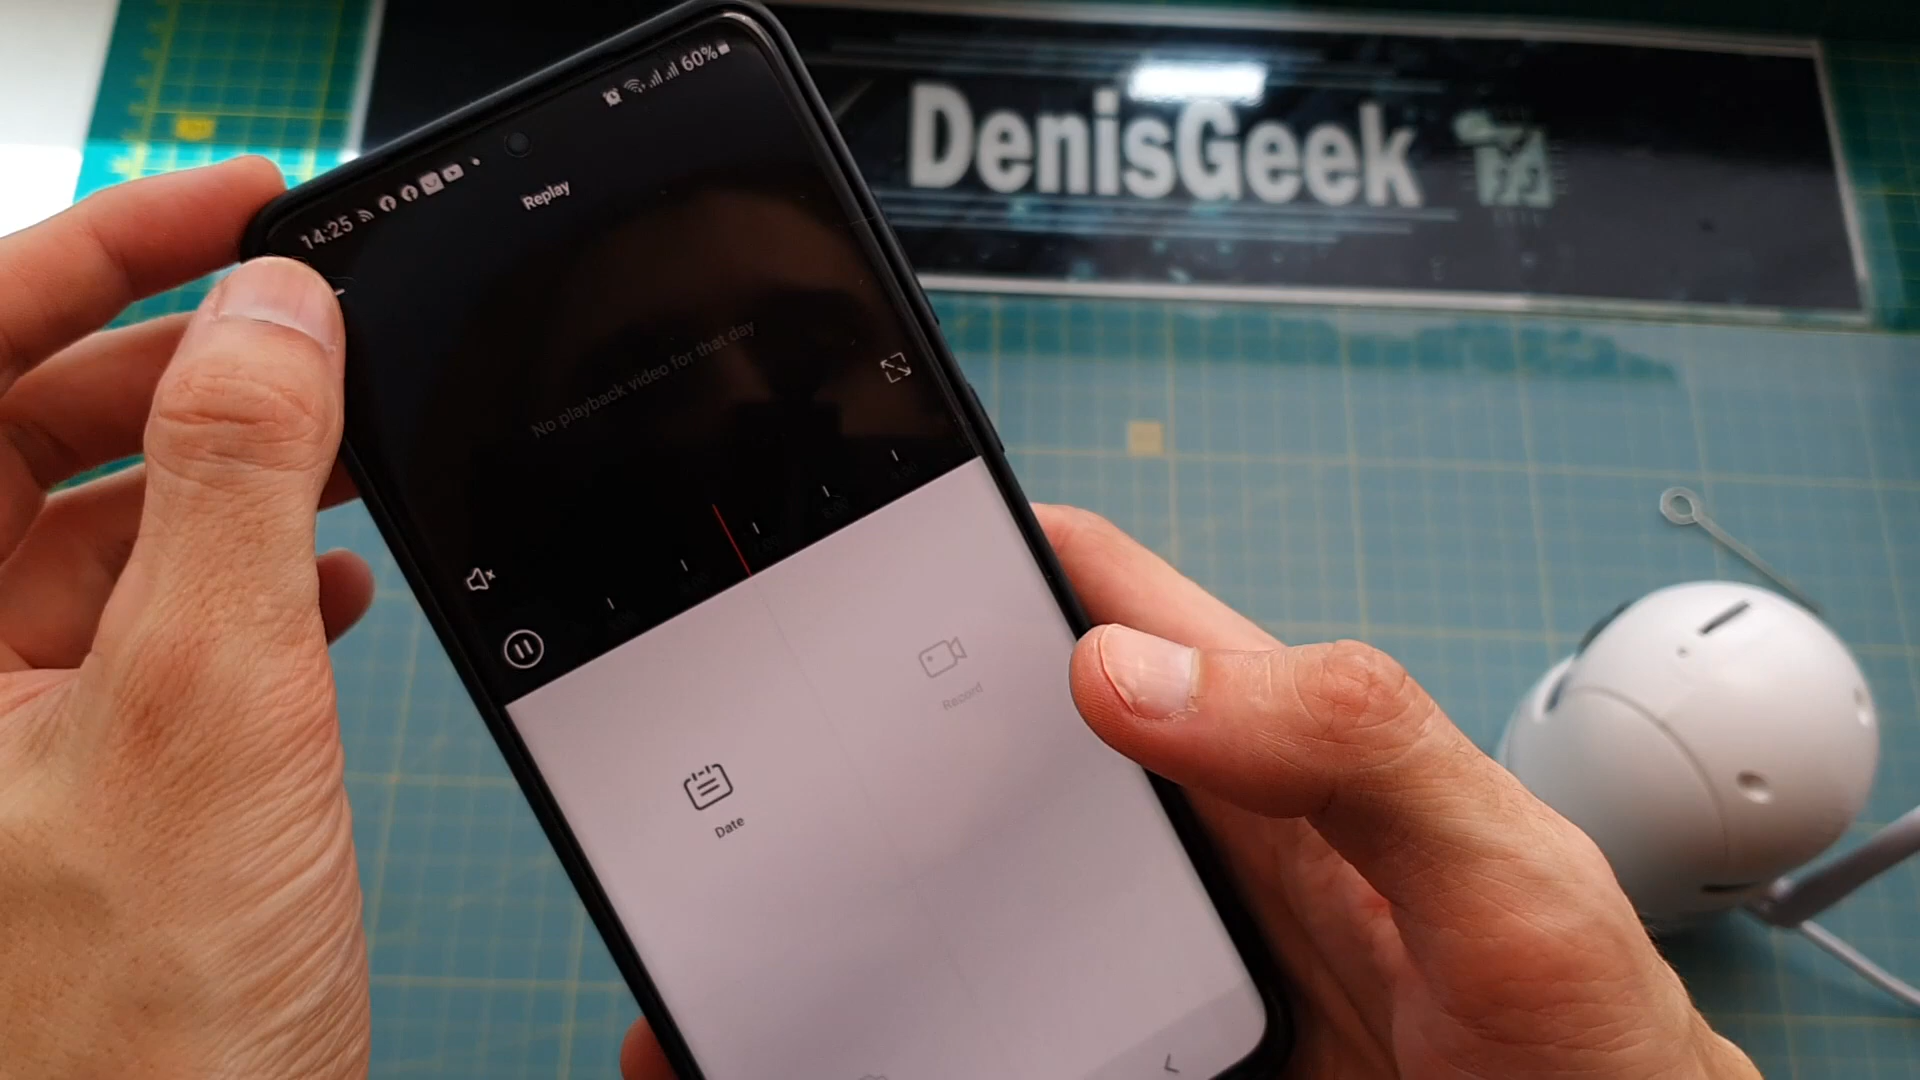 14:25
60%
Replay
DenisGeek
No playback video for that day
Record
Date